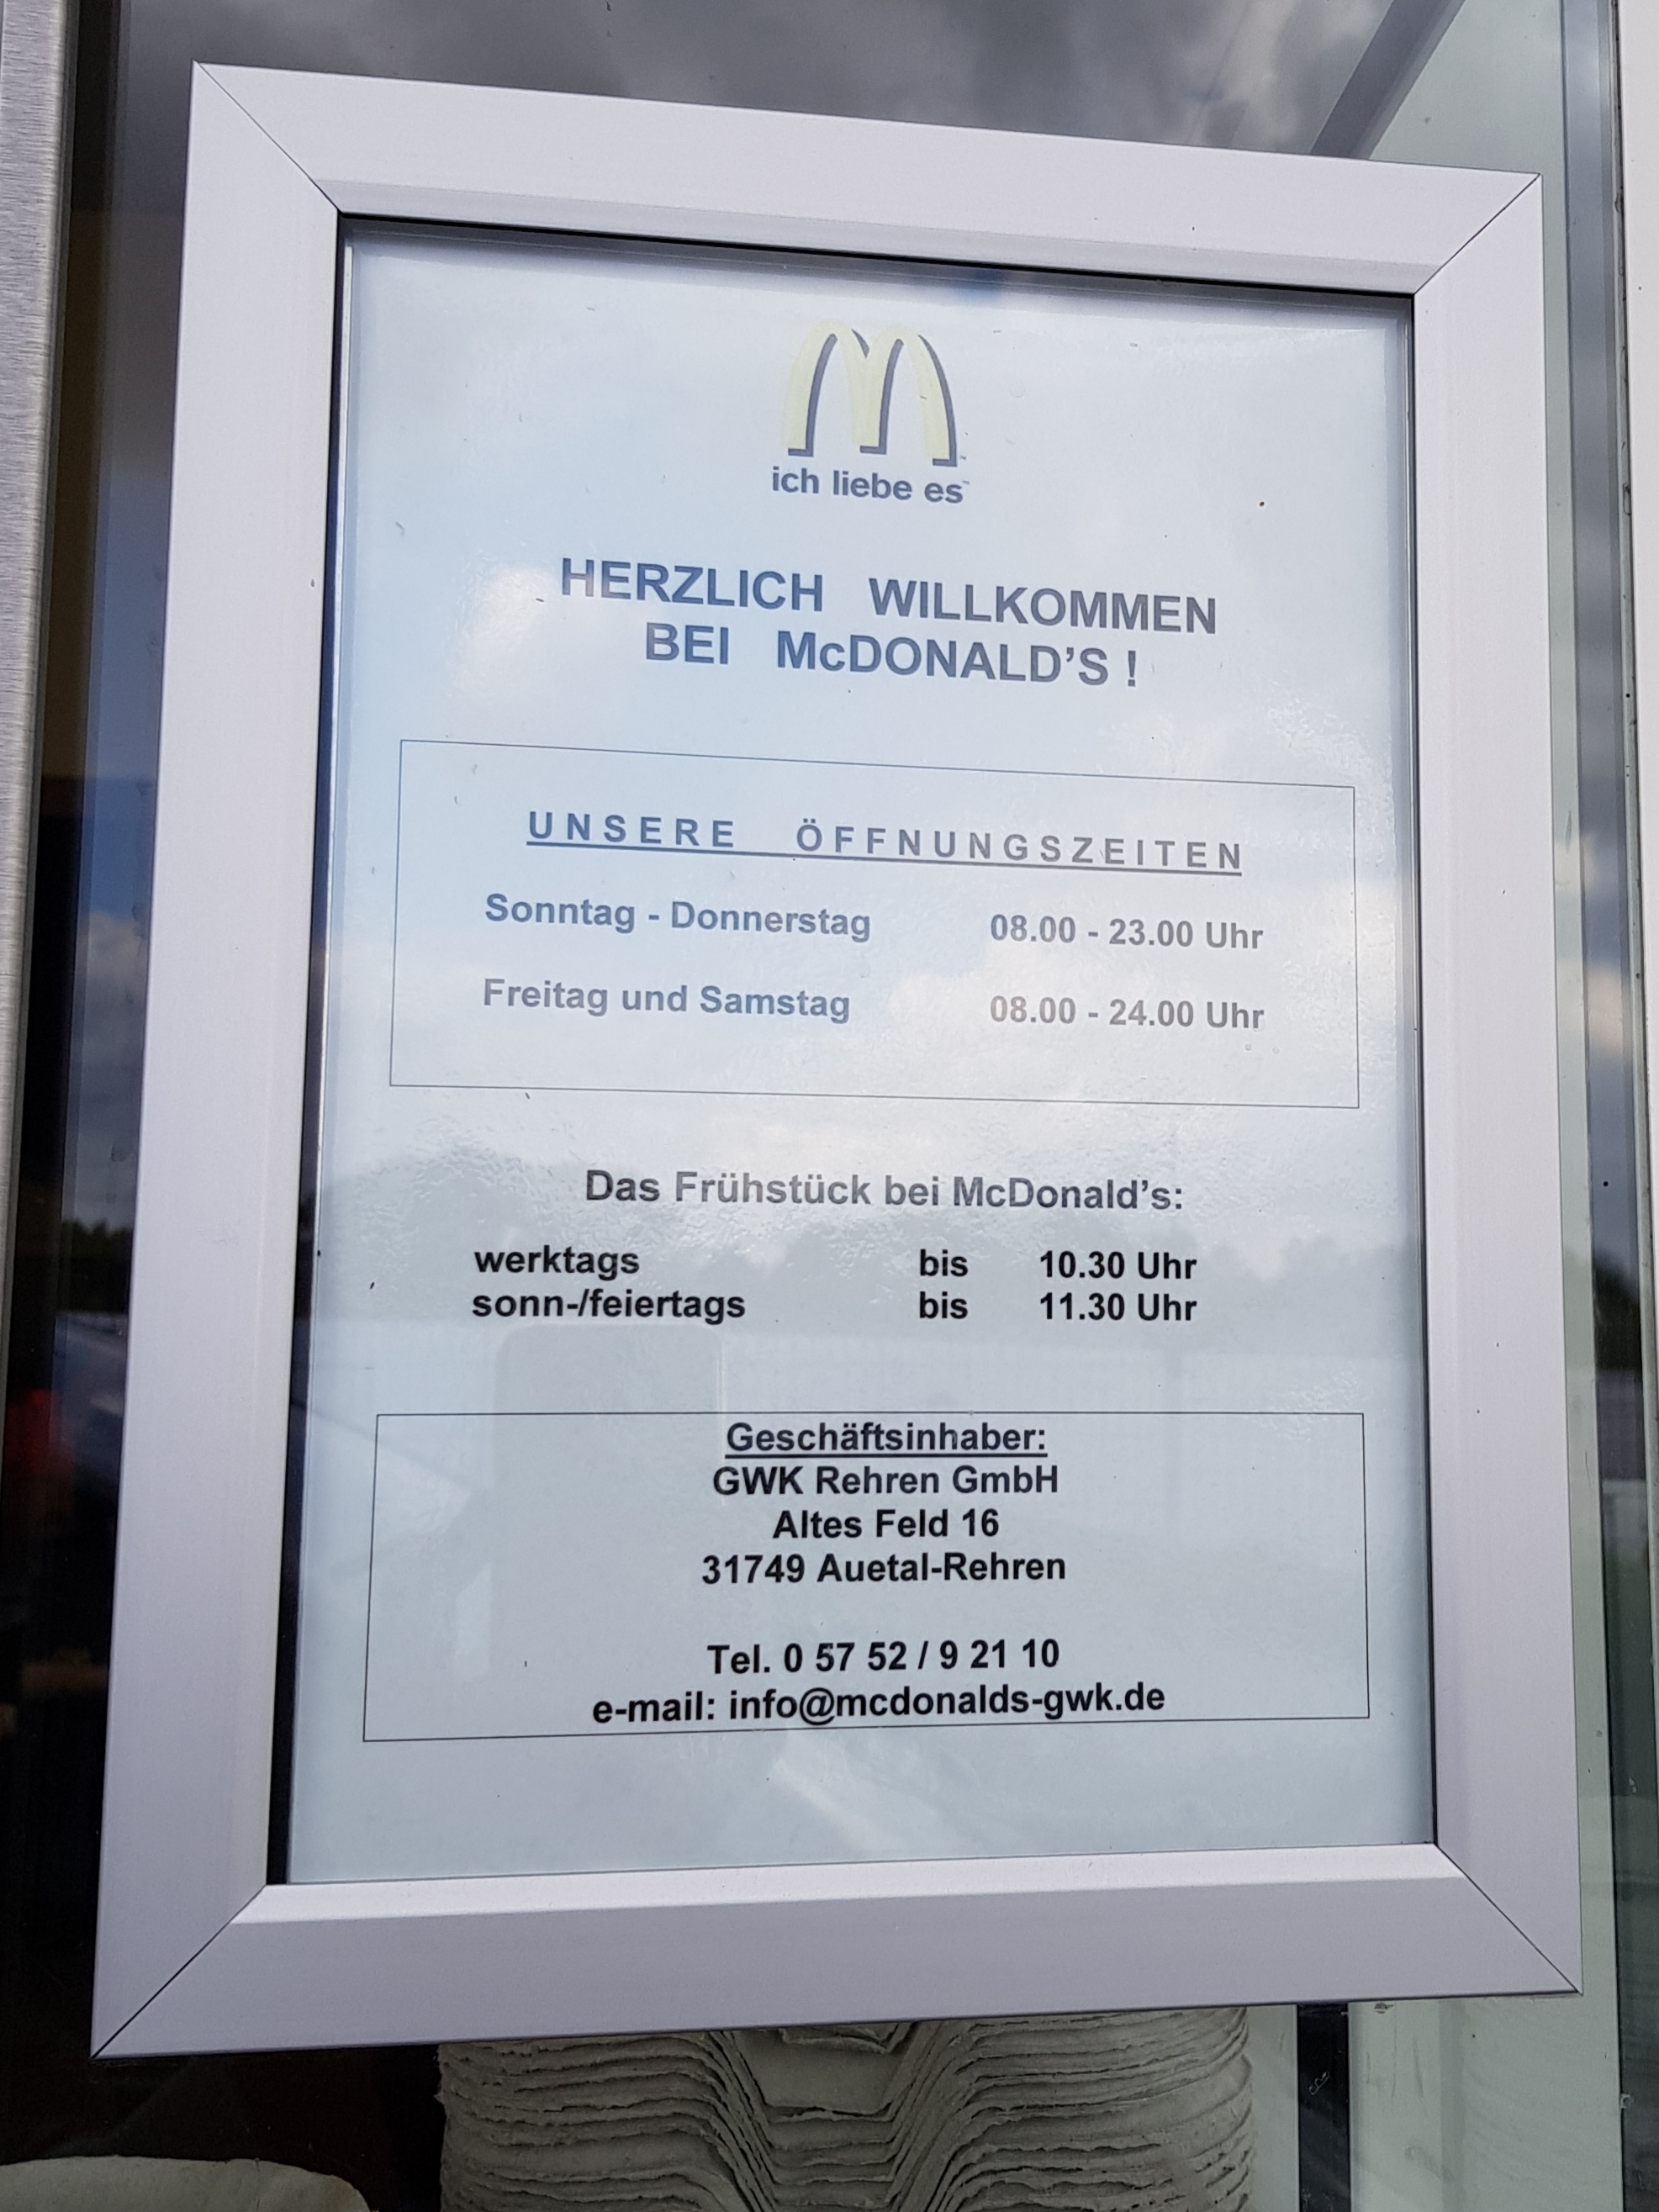 ich liebe es
HERZLICH WILLKOMMEN
BEI McDONALD'S !
UNSERE ÖFFNUNGSZEITEN
Sonntag - Donnerstag 08.00 - 23.00 Uhr
Freitag und Samstag 08.00 - 24.00 Uhr
Das Frühstück bei McDonald's:
werktags bis 10.30 Uhr
sonn-/feiertags bis 11.30 Uhr
Geschäftsinhaber:
GWK Rehren GmbH
Altes Feld 16
31749 Auetal-Rehren
Tel. 0 57 52 / 9 21 10
e-mail: info@mcdonalds-gwk.de